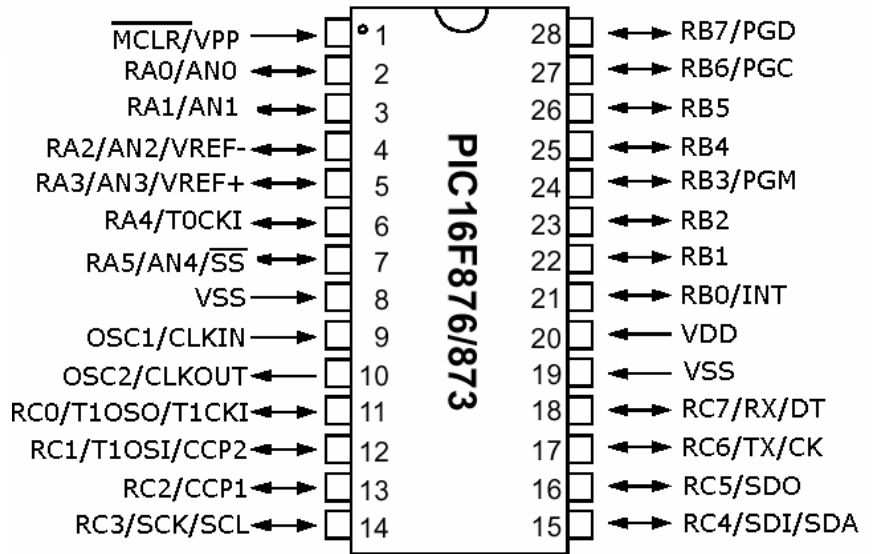 MCLR/VPP 1 28 RB7/PGD
RA0/AN0 2 27 RB6/PGC
RA1/AN1 3 26 RB5
RA2/AN2/VREF- 4 25 RB4
RA3/AN3/VREF+ 5 24 RB3/PGM
RA4/T0CKI 6 23 RB2
RA5/AN4/SS 7 22 RB1
VSS 8 21 RB0/INT
OSC1/CLKIN 9 20 VDD
OSC2/CLKOUT 10 19 VSS
RC0/T1OSO/T1CKI 11 18 RC7/RX/DT
RC1/T1OSI/CCP2 12 17 RC6/TX/CK
RC2/CCP1 13 16 RC5/SDO
RC3/SCK/SCL 14 15 RC4/SDI/SDA
PIC16F876/873